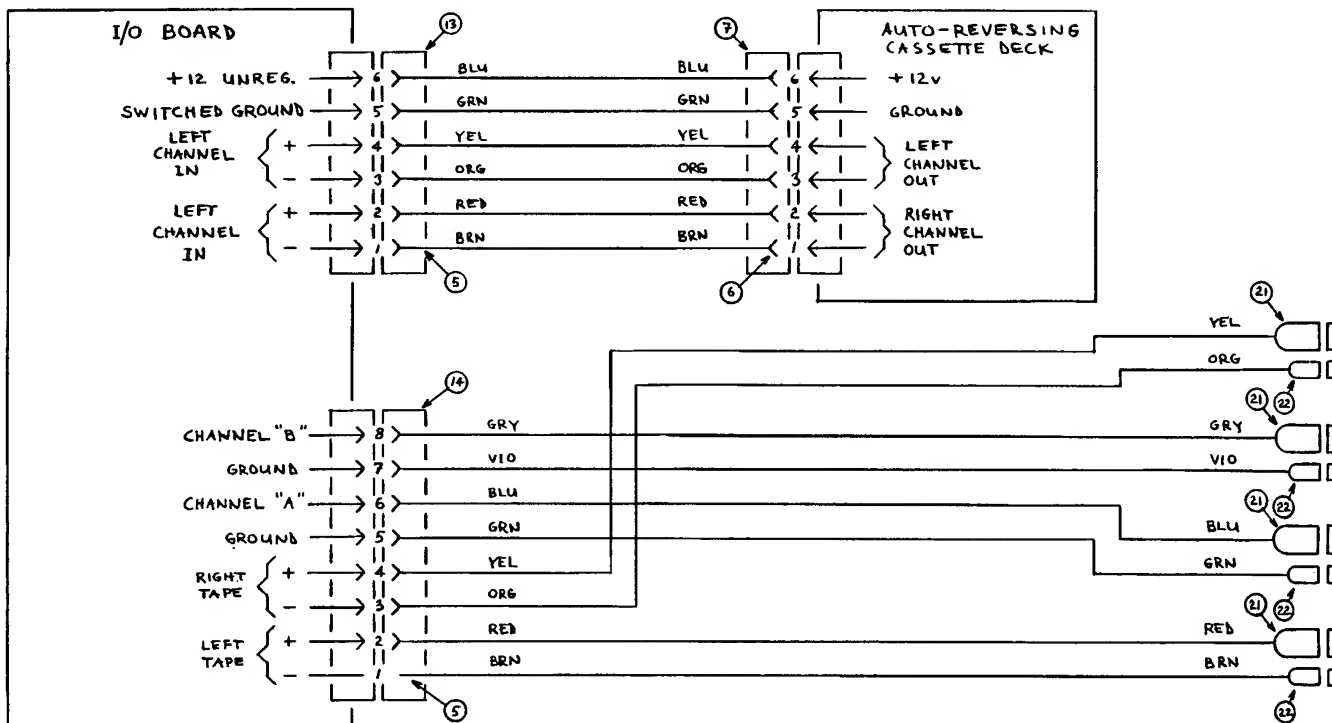 I/O BOARD
13
7
AUTO-REVERSING
CASSETTE DECK
+12 UNREG.
6
BLU
BLU
6
+12V
SWITCHED GROUND
5
GRN
GRN
5
GROUND
LEFT
CHANNEL
IN
+
4
YEL
YEL
4
LEFT
CHANNEL
OUT
-
3
ORG
ORG
3
LEFT
CHANNEL
IN
+
2
RED
RED
2
RIGHT
CHANNEL
OUT
-
1
BRN
BRN
1
5
6
21
YEL
ORG
22
14
21
CHANNEL "B"
8
GRY
GRY
GROUND
7
VIO
VIO
22
CHANNEL "A"
6
BLU
21
BLU
GROUND
5
GRN
GRN
22
RIGHT
TAPE
+
4
YEL
-
3
ORG
21
LEFT
TAPE
+
2
RED
RED
-
1
BRN
BRN
5
22